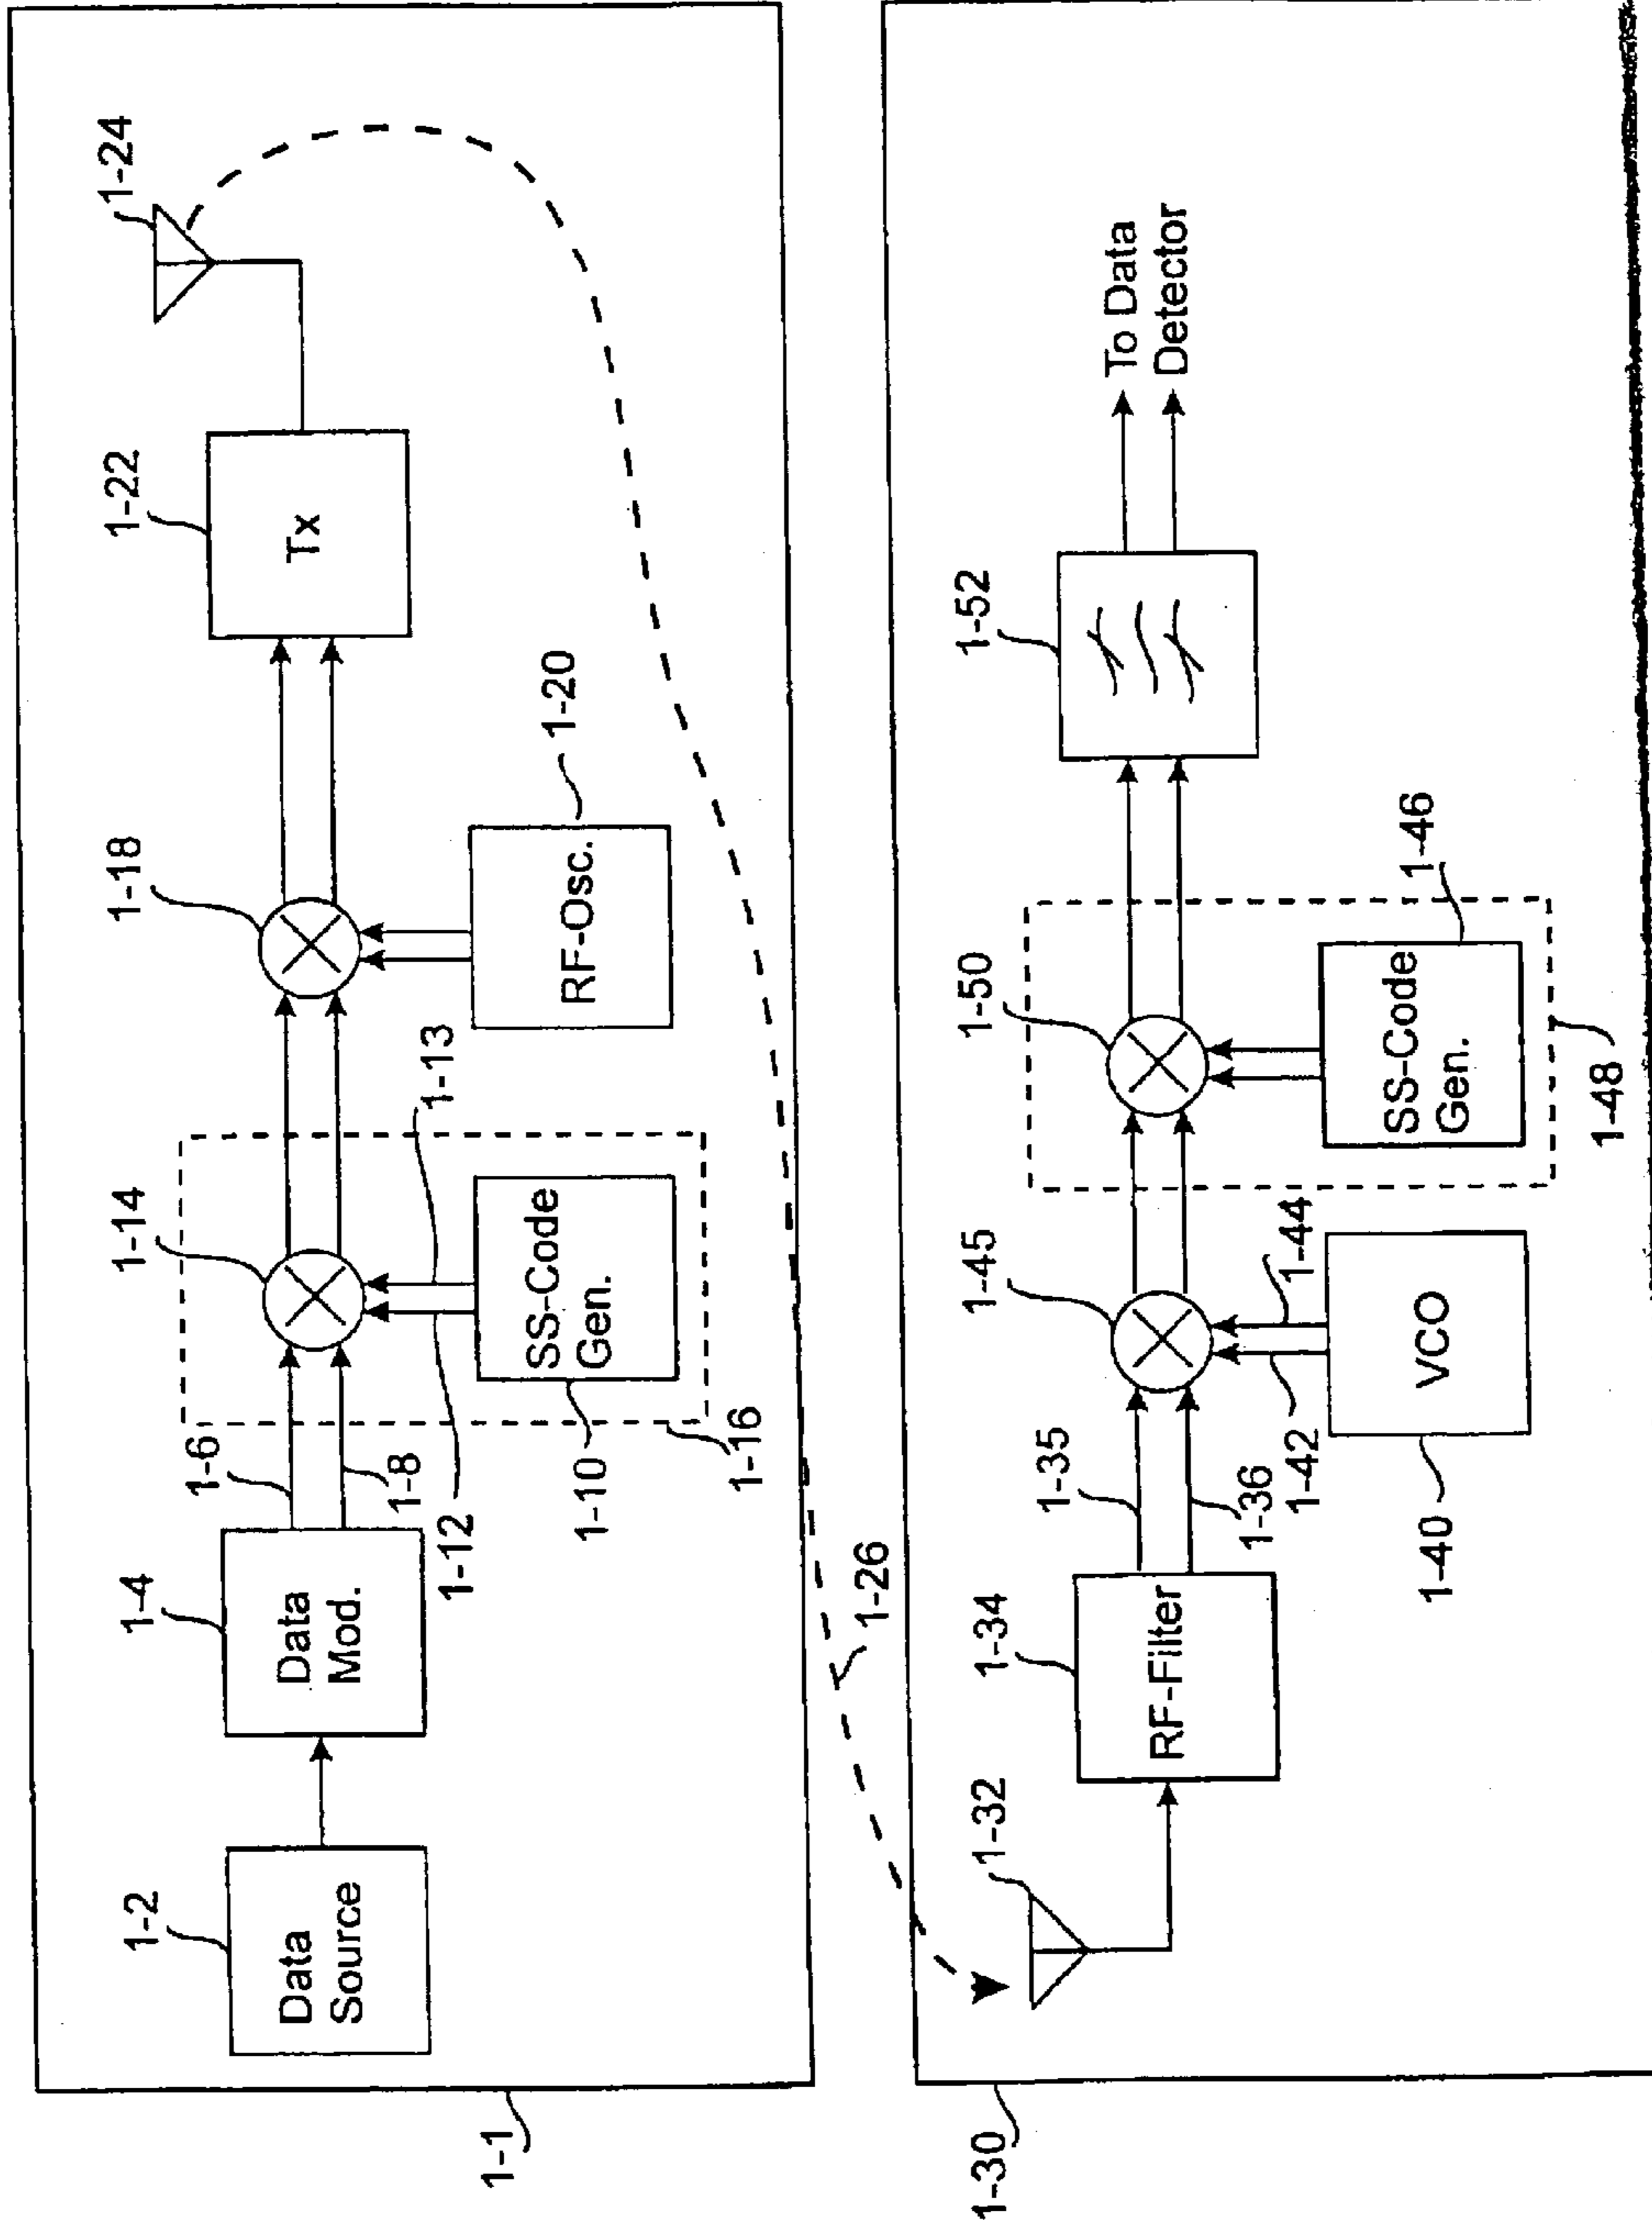 1-24
1-22
1-18
1-14
1-4
1-2
Tx
1-20
RF-Osc.
1-13
SS-Code
Gen.
1-6
1-8
1-12
1-10
1-16
Data
Mod.
Data
Source
1-1
1-26
To Data
Detector
1-52
1-50
1-46
SS-Code
Gen.
1-48
1-45
1-44
1-42
VCO
1-40
1-35
1-36
1-34
RF-Filter
1-32
1-30